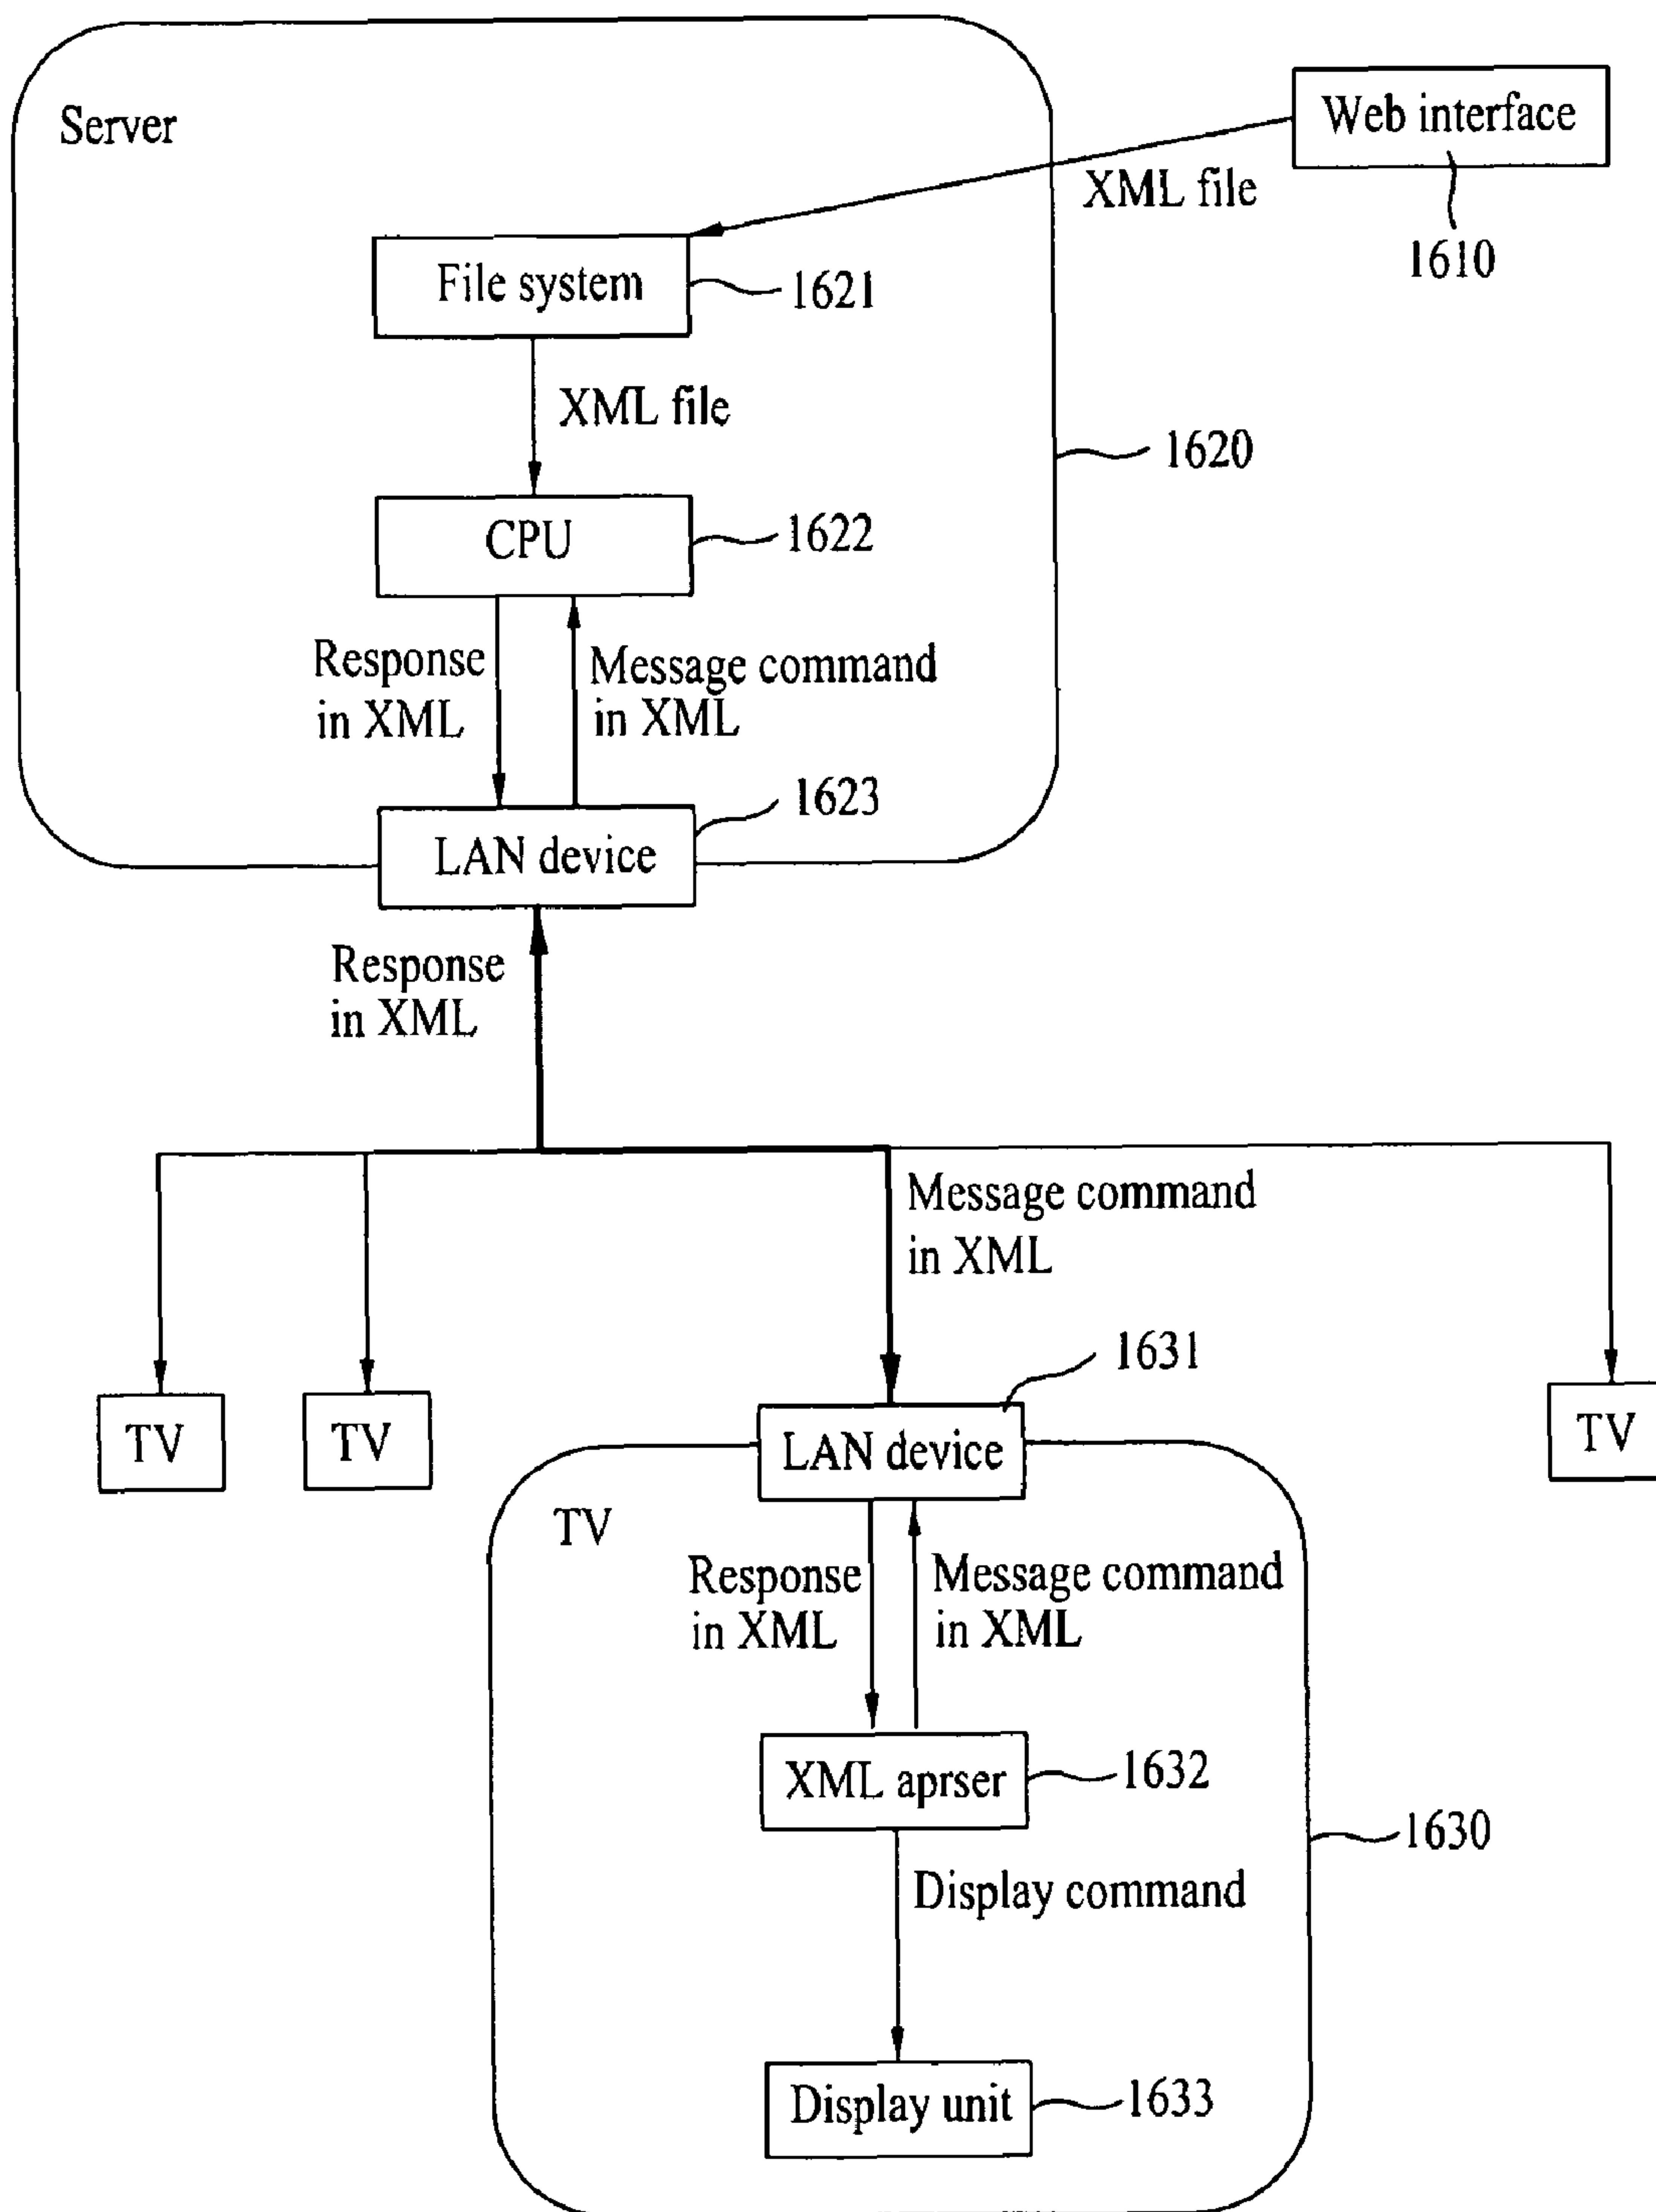 Server
Web interface
XML file
1610
File system
1621
XML file
1620
CPU
1622
Response
in XML
Message command
in XML
1623
LAN device
Response
in XML
Message command
in XML
1631
TV
TV
LAN device
TV
TV
Response
in XML
Message command
in XML
XML aprser
1632
1630
Display command
Display unit
1633